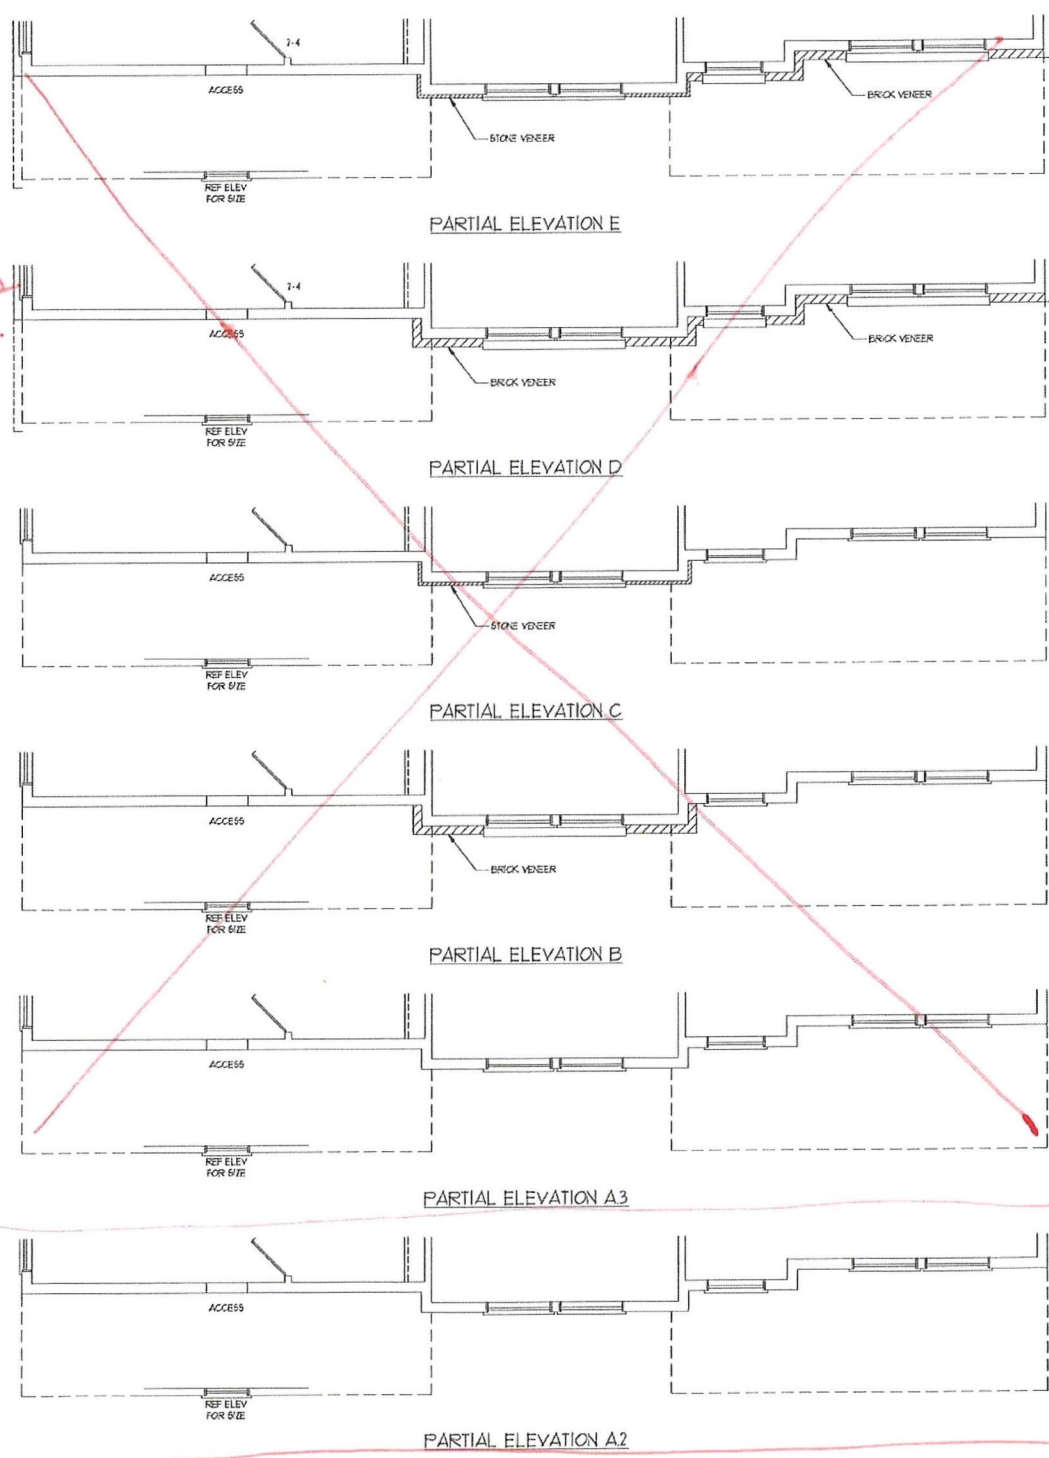 2-4
ACCESS
BRICK VENEER
STONE VENEER
REF ELEV
FOR SIZE
PARTIAL ELEVATION E
2-4
ACCESS
BRICK VENEER
BRICK VENEER
REF ELEV
FOR SIZE
PARTIAL ELEVATION D
ACCESS
STONE VENEER
REF ELEV
FOR SIZE
PARTIAL ELEVATION C
ACCESS
BRICK VENEER
REF ELEV
FOR SIZE
PARTIAL ELEVATION B
ACCESS
REF ELEV
FOR SIZE
PARTIAL ELEVATION A.3
ACCESS
REF ELEV
FOR SIZE
PARTIAL ELEVATION A.2